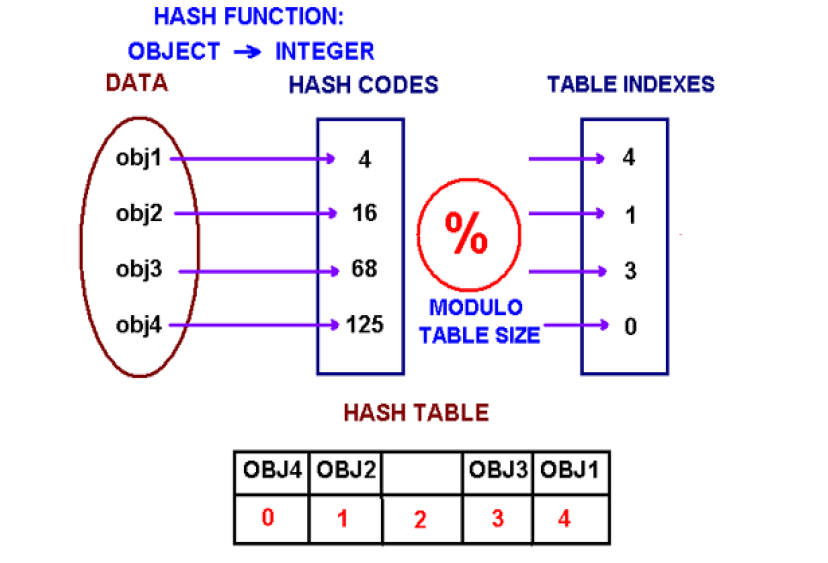 HASH FUNCTION:
OBJECT → INTEGER
DATA
HASH CODES
TABLE INDEXES
obj1
4
4
obj2
16
1
obj3
68
3
obj4
125
0
%
MODULO
TABLE SIZE
HASH TABLE
OBJ4 OBJ2 OBJ3 OBJ1
0 1 2 3 4